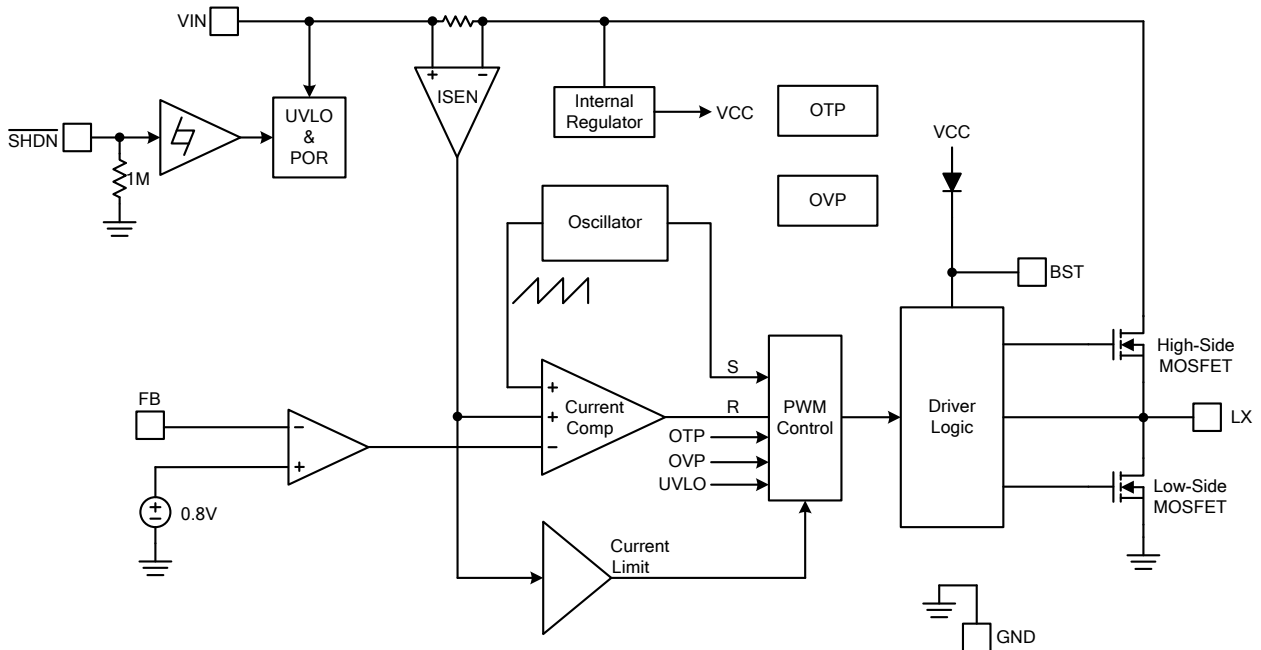 VIN
+ −
ISEN
UVLO
&
POR
SHDN
1M
Internal
Regulator
VCC
OTP
OVP
VCC
BST
Oscillator
High-Side
MOSFET
S
R
+
+
−
Current
Comp
PWM
Control
OTP
OVP
UVLO
Driver
Logic
LX
FB
−
+
+
−
0.8V
Low-Side
MOSFET
Current
Limit
GND